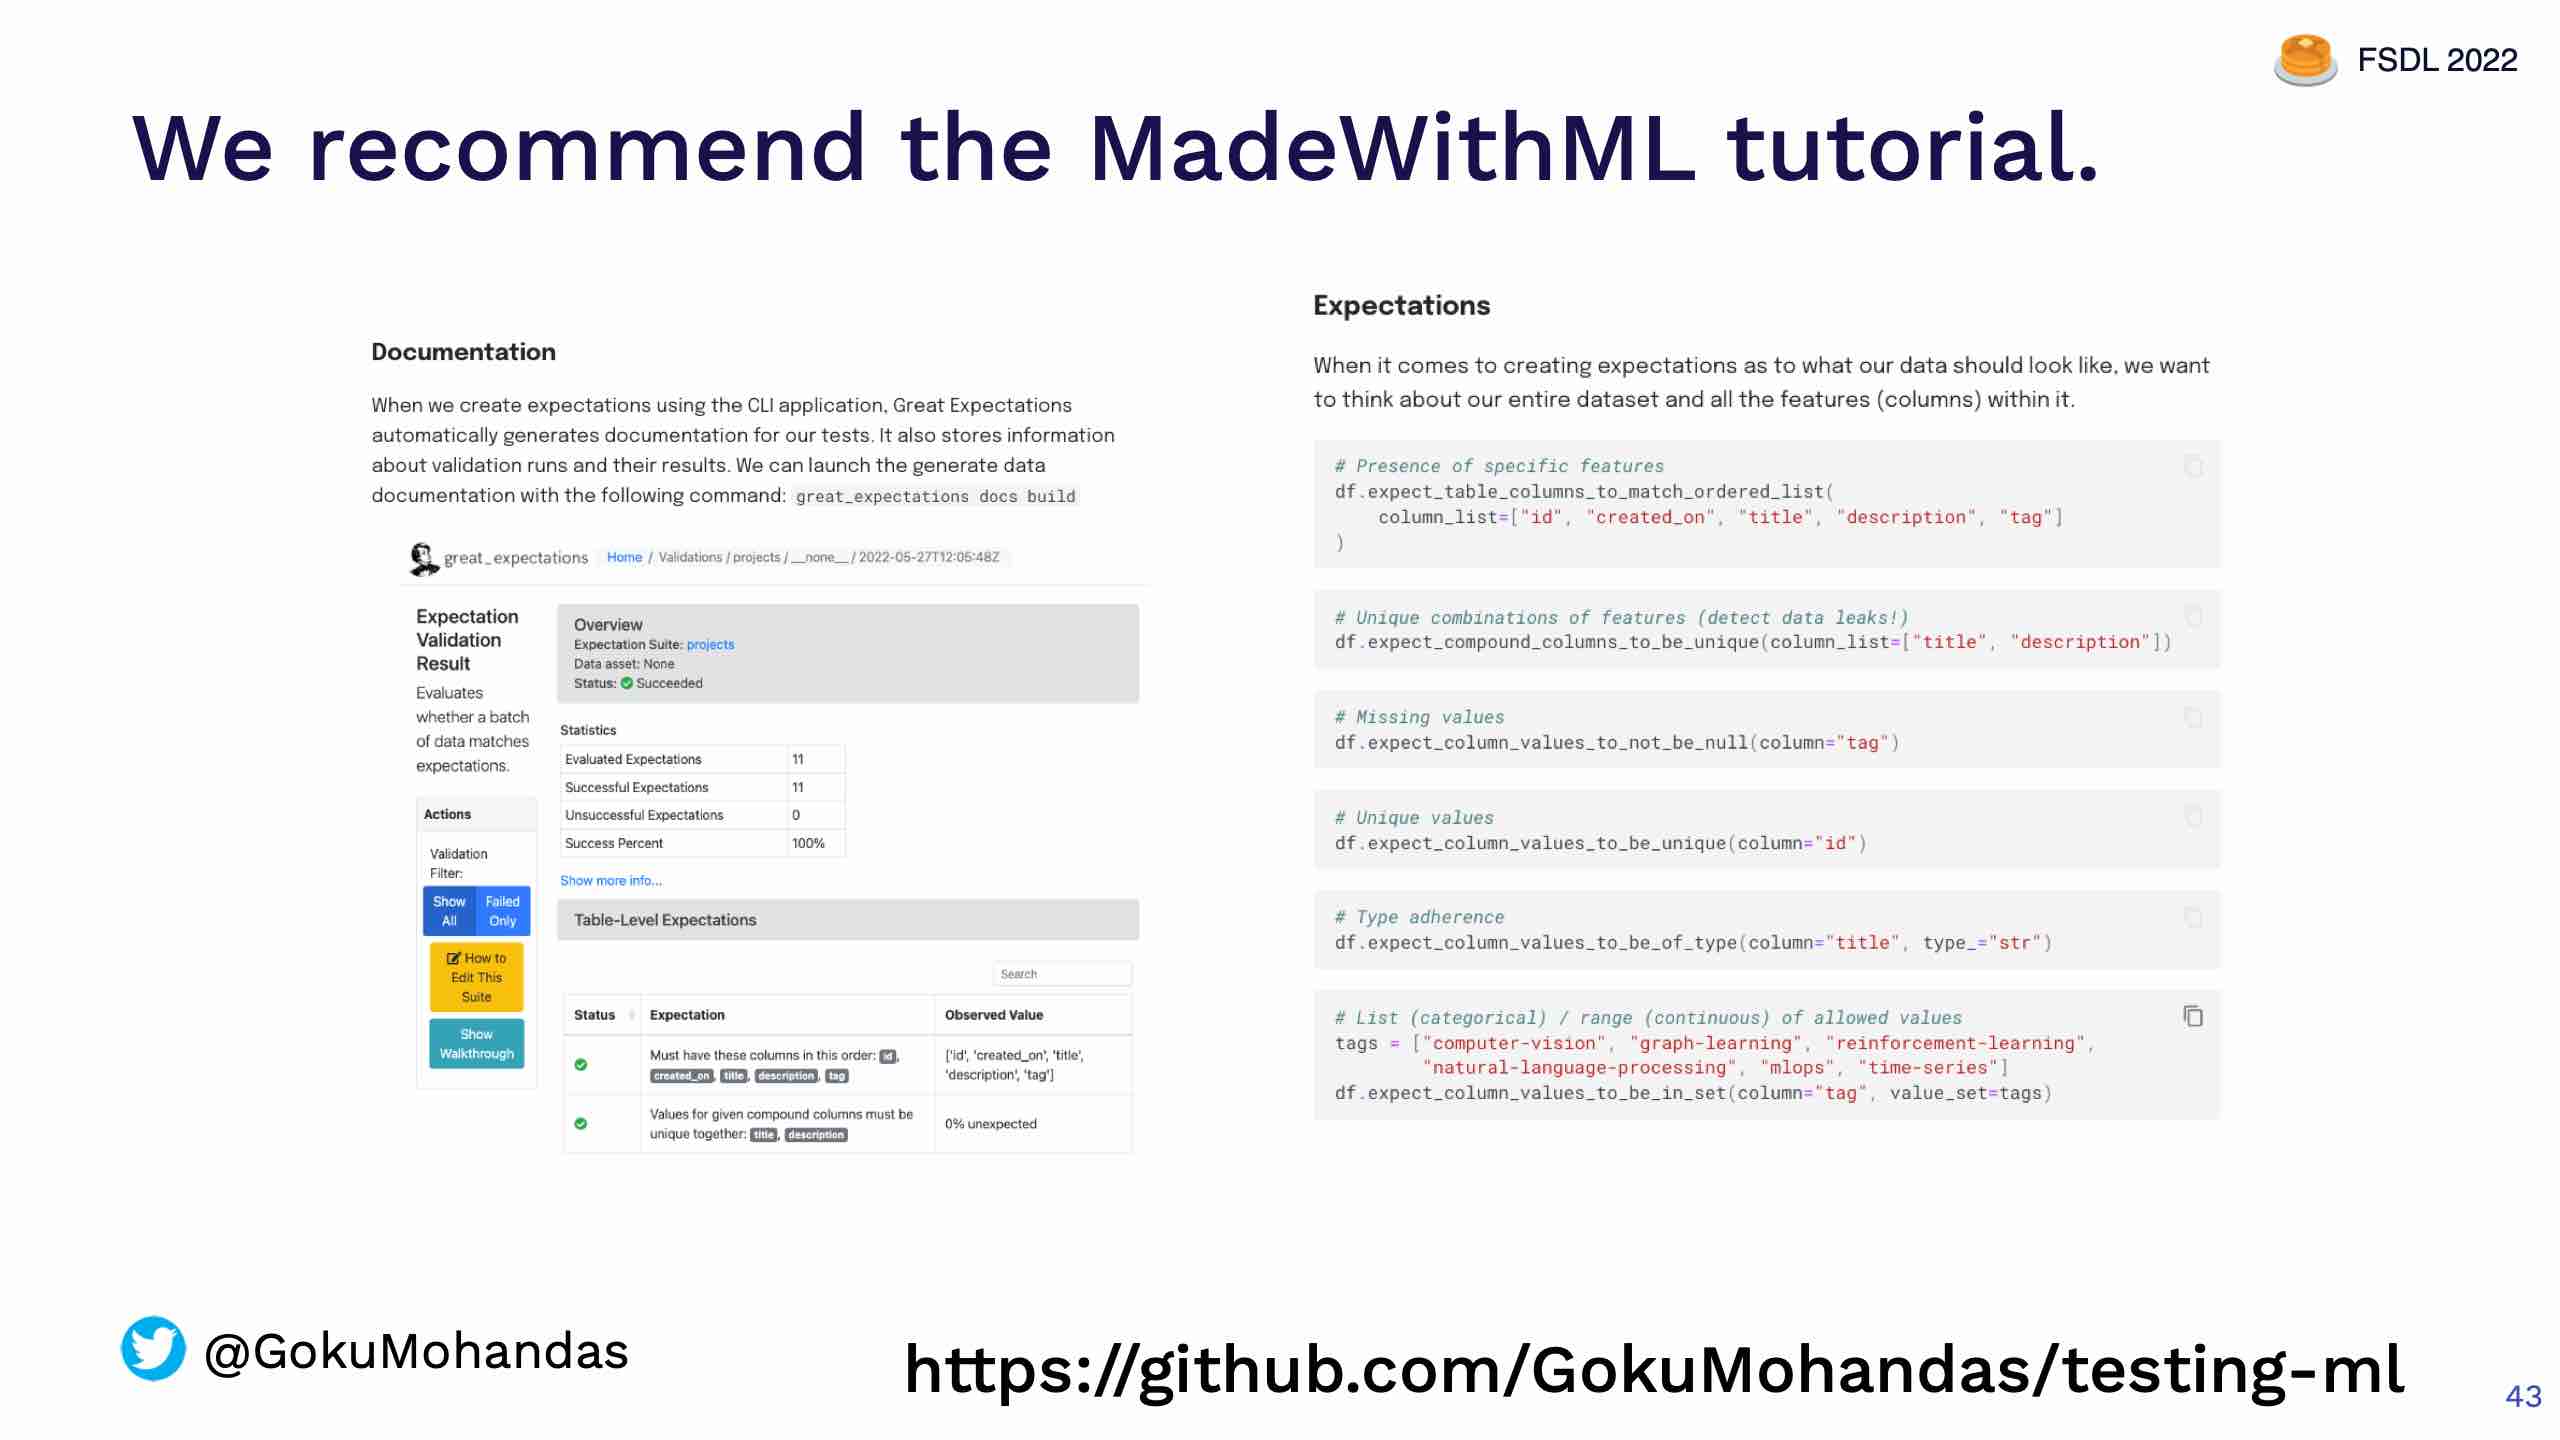 FSDL 2022
We recommend the MadeWithML tutorial.
Documentation
When we create expectations using the CLI application, Great Expectations
automatically generates documentation for our tests. It also stores information
about validation runs and their results. We can launch the generate data
documentation with the following command: great_expectations docs build
great_expectations Home / Validations / projects / __none__ / 2022-05-27T12:05:48Z
Expectation
Validation
Result
Evaluates
whether a batch
of data matches
expectations.
Actions
Validation
Filter:
Show All
Failed Only
How to
Edit This
Suite
Show
Walkthrough
Overview
Expectation Suite: projects
Data asset: None
Status: Succeeded
Statistics
Evaluated Expectations 11
Successful Expectations 11
Unsuccessful Expectations 0
Success Percent 100%
Show more info...
Table-Level Expectations
Search
Status Expectation Observed Value
Must have these columns in this order: id, ['id', 'created_on', 'title',
created_on, title, description, tag 'description', 'tag']
Values for given compound columns must be
unique together: title, description
0% unexpected
Expectations
When it comes to creating expectations as to what our data should look like, we want
to think about our entire dataset and all the features (columns) within it.
# Presence of specific features
df.expect_table_columns_to_match_ordered_list(
column_list=["id", "created_on", "title", "description", "tag"]
)
# Unique combinations of features (detect data leaks!)
df.expect_compound_columns_to_be_unique(column_list=["title", "description"])
# Missing values
df.expect_column_values_to_not_be_null(column="tag")
# Unique values
df.expect_column_values_to_be_unique(column="id")
# Type adherence
df.expect_column_values_to_be_of_type(column="title", type_="str")
# List (categorical) / range (continuous) of allowed values
tags = ["computer-vision", "graph-learning", "reinforcement-learning",
"natural-language-processing", "mlops", "time-series"]
df.expect_column_values_to_be_in_set(column="tag", value_set=tags)
@GokuMohandas
https://github.com/GokuMohandas/testing-ml
43